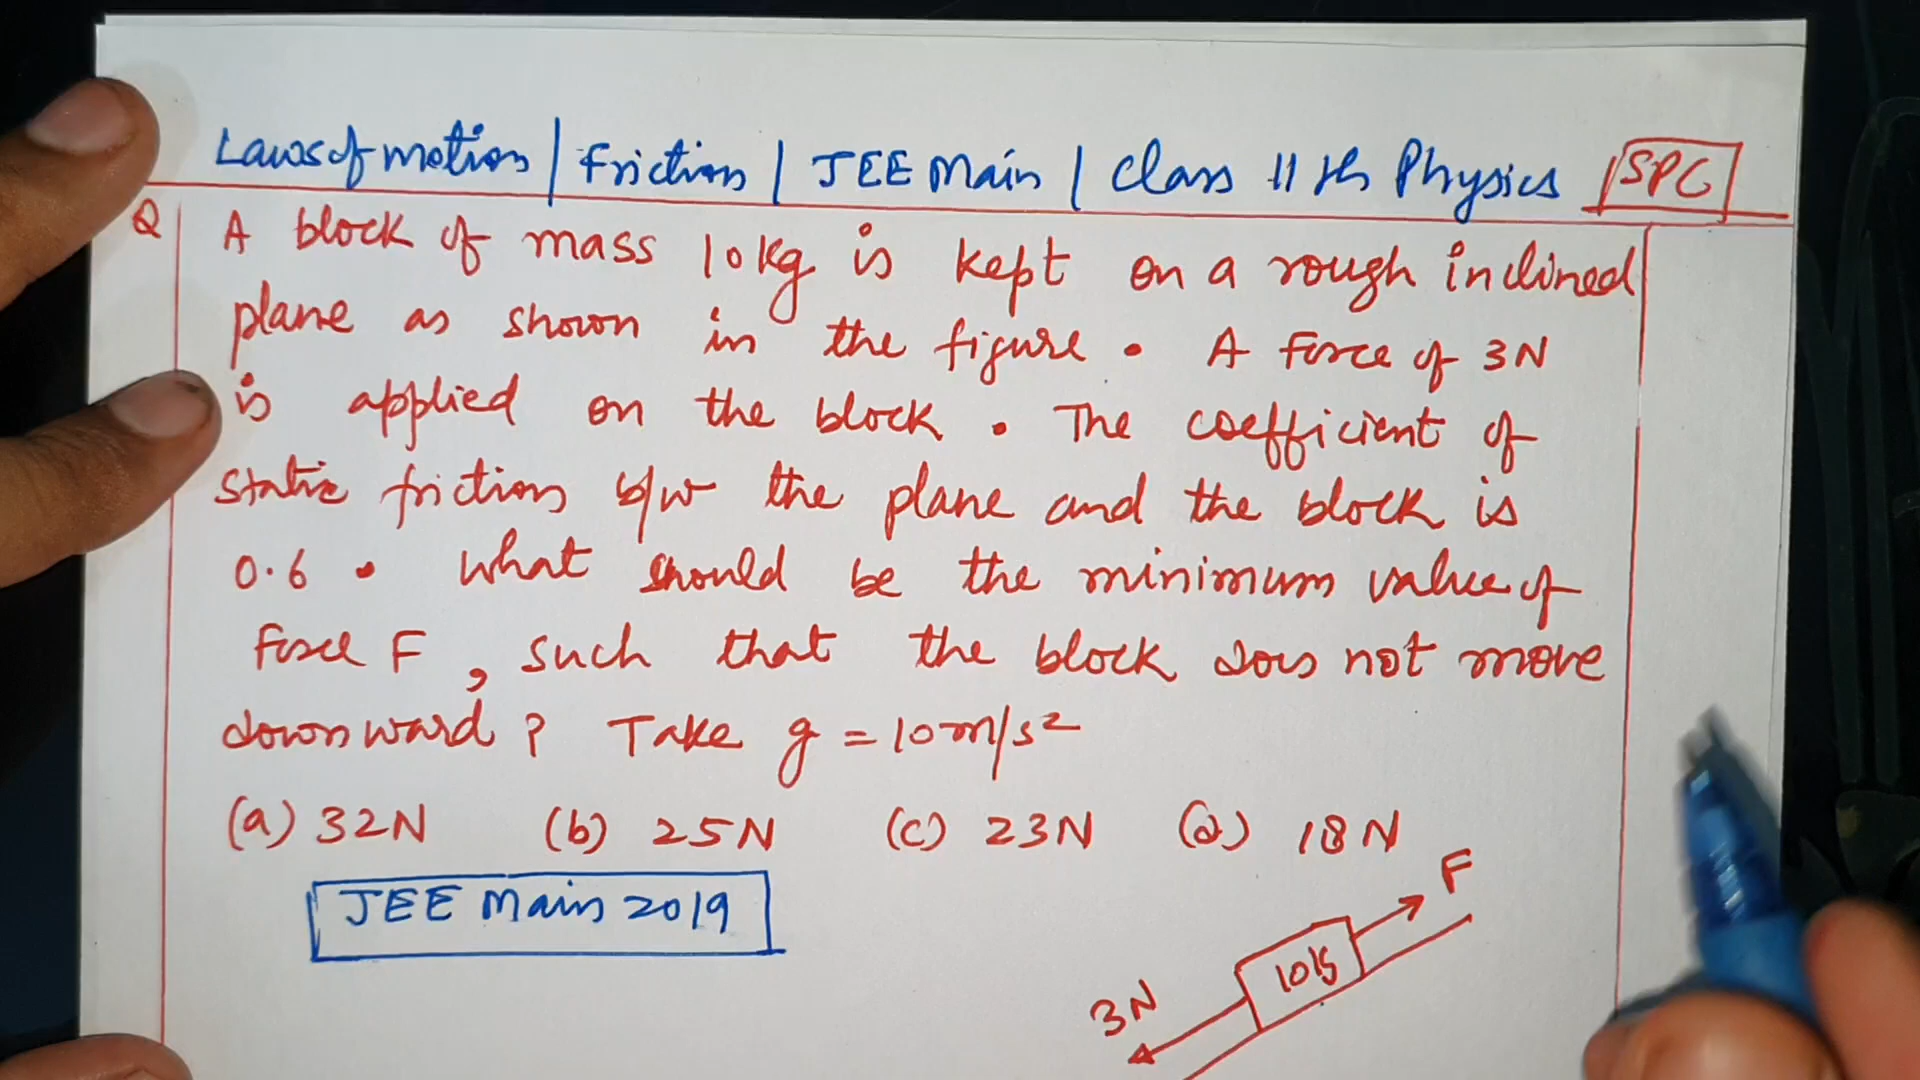 Laws of motion | Friction | JEE Main | Class 11th Physics SPC
Q A block of mass 10kg is kept on a rough inclined
plane as shown in the figure. A Force of 3N
is applied on the block. The coefficient of
static friction b/w the plane and the block is
0.6. What should be the minimum value of
Force F, such that the block does not move
downward? Take g = 10m/s²
(a) 32N (b) 25N (c) 23N (d) 18N
JEE Main 2019
F
10kg
3N